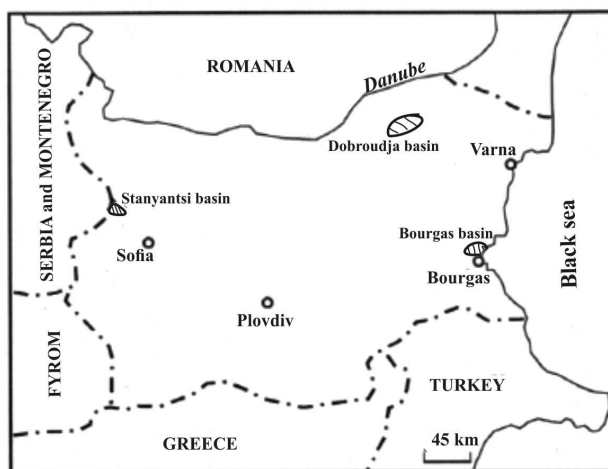 ROMANIA
Danube
Dobroudja basin
Varna
SERBIA and MONTENEGRO
Stanyantsi basin
Sofia
Bourgas basin
Bourgas
Black sea
Plovdiv
FYROM
TURKEY
GREECE
45 km